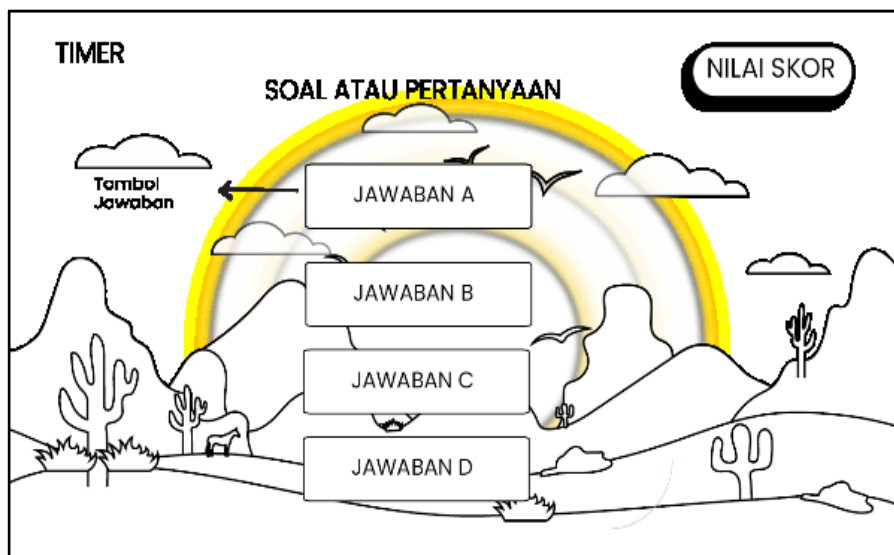 TIMER
NILAI SKOR
SOAL ATAU PERTANYAAN
Tombol
Jawaban
JAWABAN A
JAWABAN B
JAWABAN C
JAWABAN D